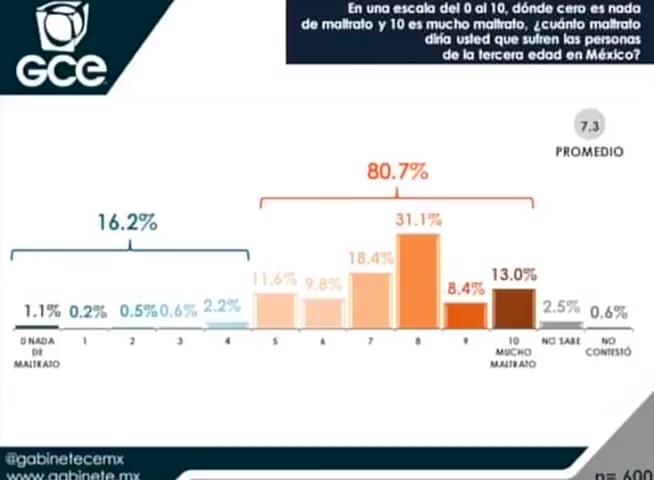 En una escala del 0 al 10, dónde cero es nada
de maltrato y 10 es mucho maltrato, ¿cuánto maltrato
diría usted que sufren las personas
de la tercera edad en México?
GCe
7.3
PROMEDIO
80.7%
16.2%
31.1%
18.4%
13.0%
11.6% 9.8%
8.4%
1.1% 0.2% 0.5% 0.6% 2.2%
2.5% 0.6%
0 NADA DE MALTRATO 1 2 3 4 5 6 7 8 9 10 MUCHO MALTRATO NO SABE NO CONTESTÓ
@gabinetecemx
www.gabinete.mx
n= 600